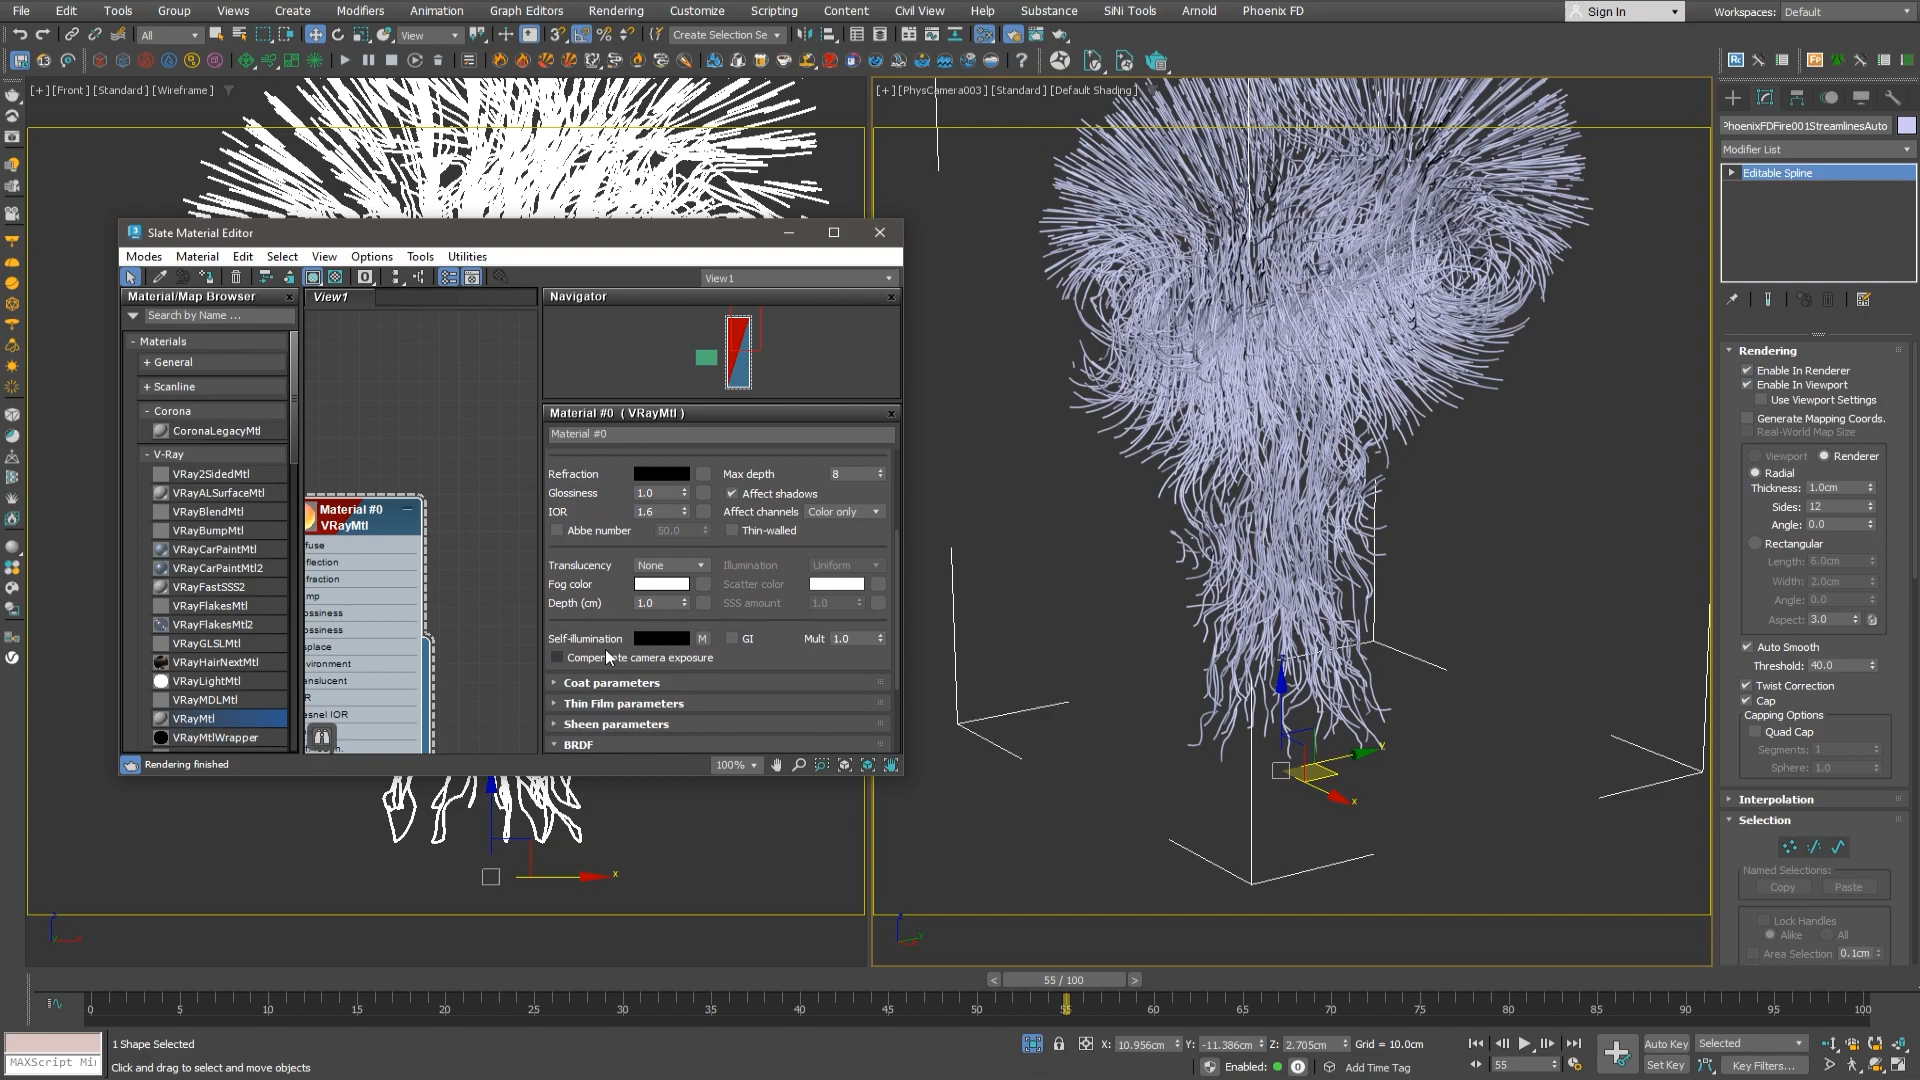 File Edit Tools Group Views Create Modifiers Animation Graph Editors Rendering Customize Scripting Content Civil View Help Substance SiNi Tools Arnold Phoenix FD Sign In Workspaces: Default
All View Create Selection Se
[+] [Front] [Standard] [Wireframe]
[+] [PhysCamera003] [Standard] [Default Shading]
PhoenixFDFire001StreamlinesAuto
Modifier List
Editable Spline
Slate Material Editor
Modes Material Edit Select View Options Tools Utilities
View1
Material/Map Browser
Search by Name ...
- Materials
+ General
+ Scanline
- Corona
CoronaLegacyMtl
- V-Ray
VRay2SidedMtl
VRayALSurfaceMtl
VRayBlendMtl
VRayBumpMtl
VRayCarPaintMtl
VRayCarPaintMtl2
VRayFastSSS2
VRayFlakesMtl
VRayFlakesMtl2
VRayGLSLMtl
VRayHairNextMtl
VRayLightMtl
VRayMDLMtl
VRayMtl
VRayMtlWrapper
View1
Material #0
VRayMtl
fuse
flection
fraction
mp
ossiness
ossiness
splace
vironment
anslucent
R
esnel IOR
Navigator
Material #0 ( VRayMtl )
Material #0
Refraction Max depth 8
Glossiness 1.0 Affect shadows
IOR 1.6 Affect channels Color only
Abbe number 50.0 Thin-walled
Translucency None Illumination Uniform
Fog color Scatter color
Depth (cm) 1.0 SSS amount 1.0
Self-illumination M GI Mult 1.0
Compensate camera exposure
Coat parameters
Thin Film parameters
Sheen parameters
BRDF
Rendering finished 100%
Rendering
Enable In Renderer
Enable In Viewport
Use Viewport Settings
Generate Mapping Coords.
Real-World Map Size
Viewport Renderer
Radial
Thickness: 1.0cm
Sides: 12
Angle: 0.0
Rectangular
Length: 6.0cm
Width: 2.0cm
Angle: 0.0
Aspect: 3.0
Auto Smooth
Threshold: 40.0
Twist Correction
Cap
Capping Options
Quad Cap
Segments: 1
Sphere: 1.0
Interpolation
Selection
Named Selections:
Copy Paste
Lock Handles
Alike All
Area Selection 0.1cm
x
y
x
< 55 / 100 >
0 5 10 15 20 25 30 35 40 45 50 55 60 65 70 75 80 85 90 95 100
1 Shape Selected
X: 10.956cm Y: -11.386cm Z: 2.705cm Grid = 10.0cm
Auto Key Selected
MAXScript Mi
Click and drag to select and move objects
Enabled: 0 Add Time Tag
55
Set Key Key Filters...